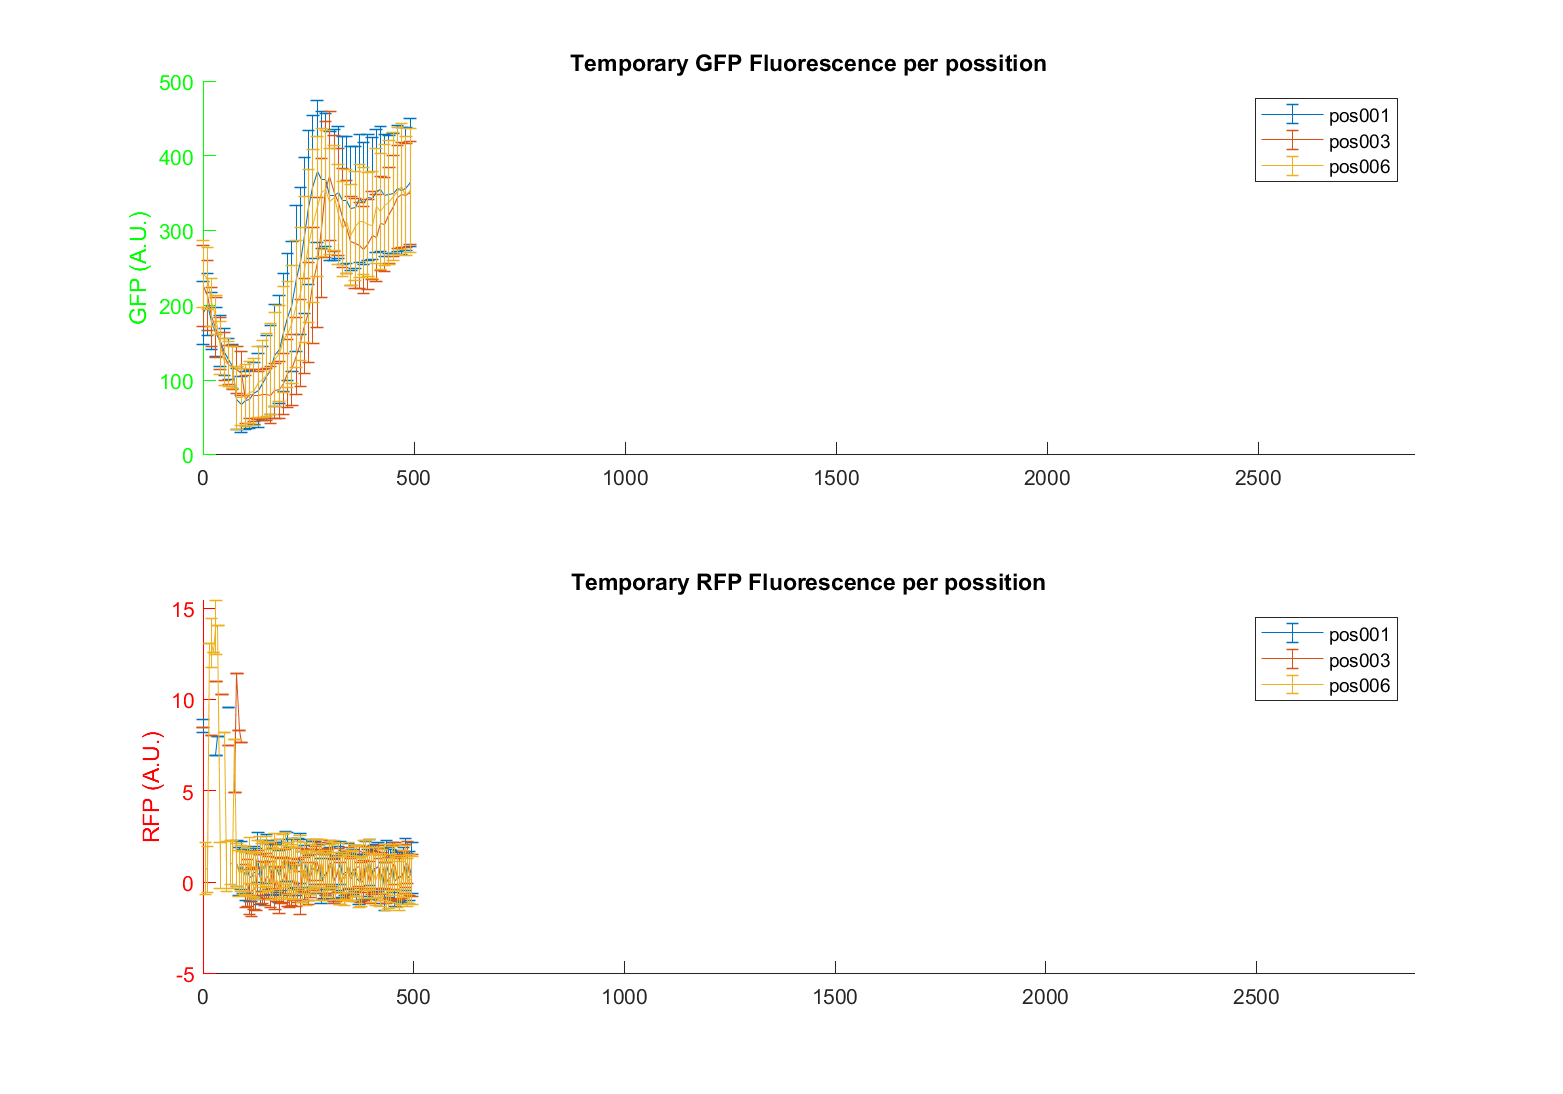 Temporary GFP Fluorescence per possition
500
400
300
200
100
0
GFP (A.U.)
0 500 1000 1500 2000 2500
pos001
pos003
pos006
Temporary RFP Fluorescence per possition
15
10
5
0
-5
RFP (A.U.)
0 500 1000 1500 2000 2500
pos001
pos003
pos006